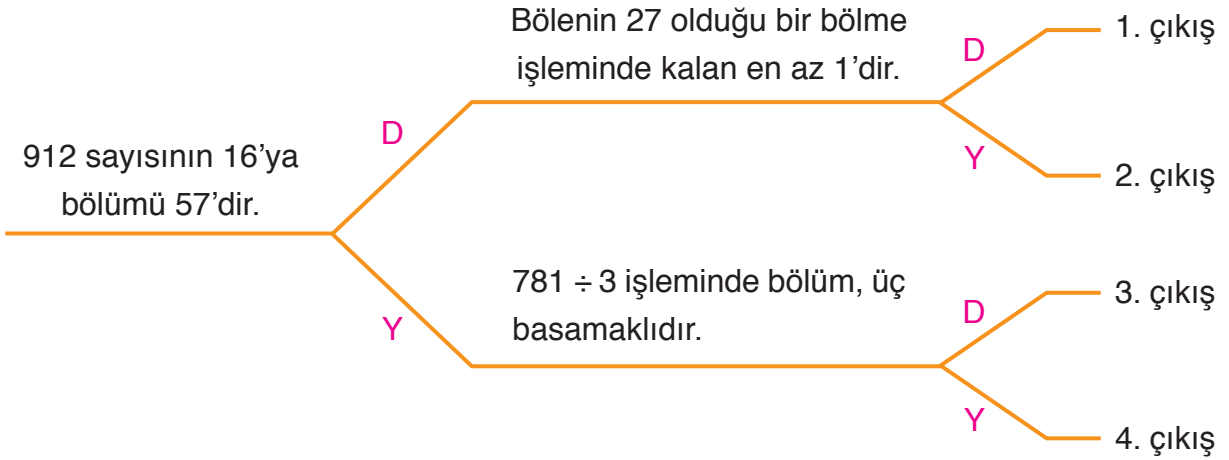 912 sayısının 16’ya
bölümü 57’dir.
D
Y
Bölenin 27 olduğu bir bölme
işleminde kalan en az 1’dir.
D
Y
1. çıkış
2. çıkış
781 ÷ 3 işleminde bölüm, üç
basamaklıdır.
D
Y
3. çıkış
4. çıkış